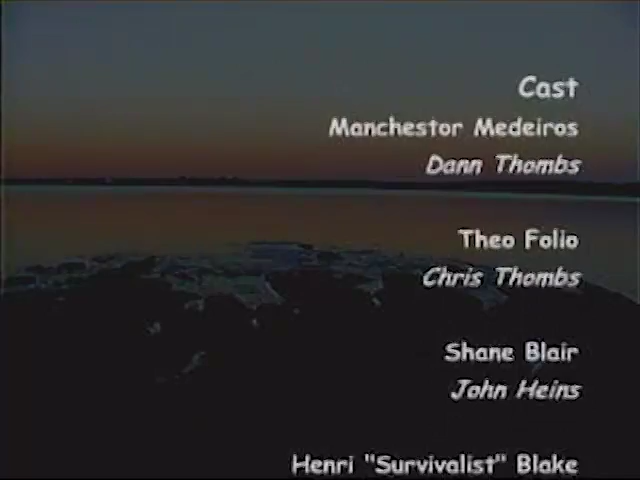 Cast
Manchestor Medeiros
Dann Thombs
Theo Folio
Chris Thombs
Shane Blair
John Heins
Henri "Survivalist" Blake